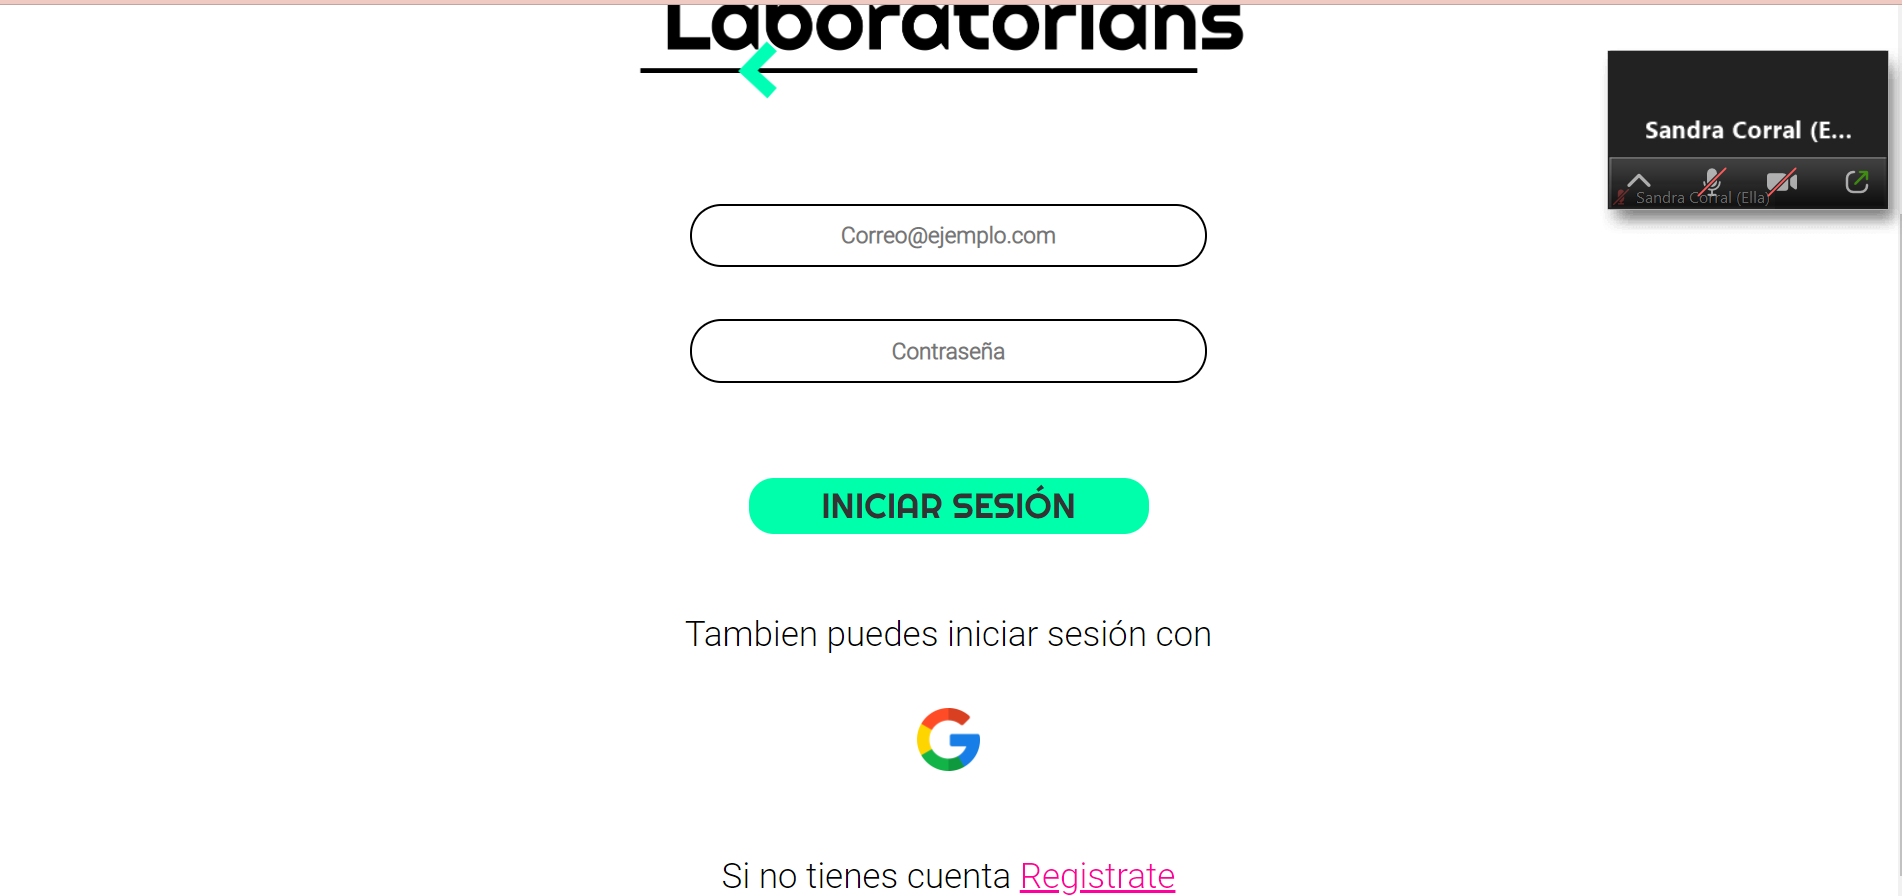 Laboratorians
Sandra Corral (E...
Sandra Corral (Ella)
Correo@ejemplo.com
Contraseña
INICIAR SESIÓN
Tambien puedes iniciar sesión con
Si no tienes cuenta Registrate